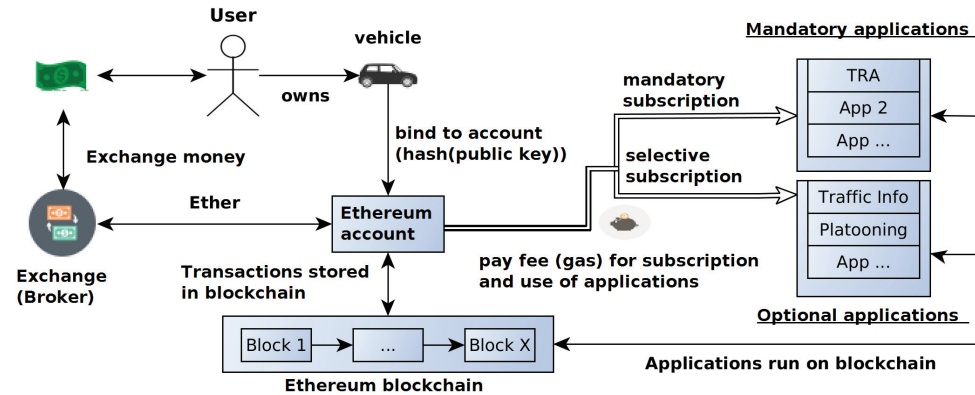 User
Mandatory applications
vehicle
TRA
mandatory
subscription
owns
App 2
bind to account
(hash(public key))
App ...
Exchange money
selective
subscription
Ether
Traffic Info
Ethereum
account
Platooning
App ...
Exchange
(Broker)
Transactions stored
in blockchain
pay fee (gas) for subscription
and use of applications
Optional applications
Block 1
...
Block X
Applications run on blockchain
Ethereum blockchain